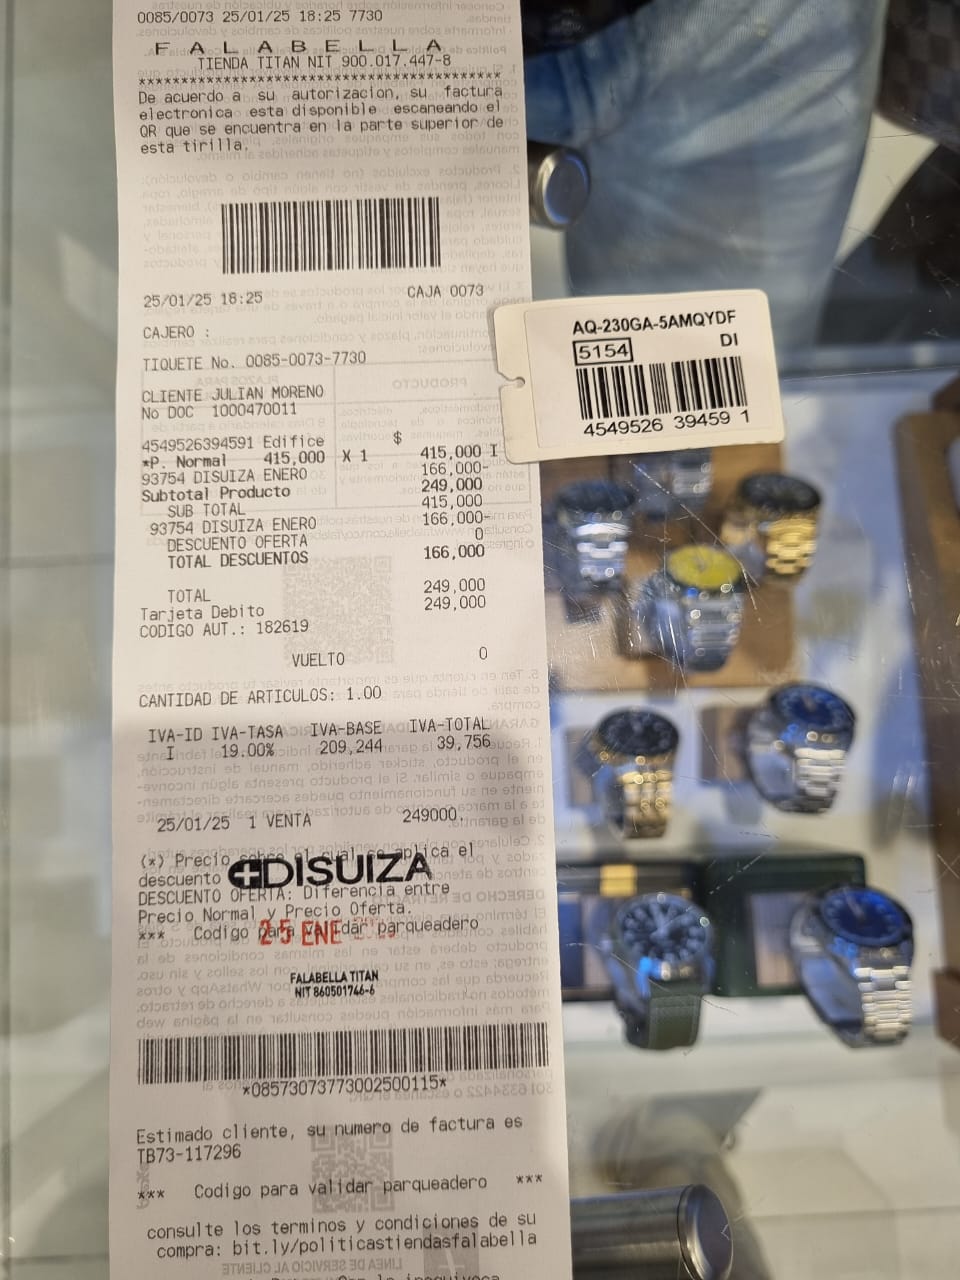 0085/0073 25/01/25 18:25 7730
F A L A B E L L A
TIENDA TITAN NIT 900.017.447-8
******************************************
De acuerdo a su autorizacion, su factura
electronica esta disponible escaneando el
QR que se encuentra en la parte superior de
esta tirilla.
25/01/25 18:25 CAJA 0073
CAJERO :
TIQUETE No. 0085-0073-7730
CLIENTE JULIAN MORENO
No DOC 1000470011
4549526394591 Edifice $
*P. Normal 415,000 X 1 415,000 I
93754 DISUIZA ENERO 166,000-
Subtotal Producto 249,000
SUB TOTAL 415,000
93754 DISUIZA ENERO 166,000-
DESCUENTO OFERTA 0
TOTAL DESCUENTOS 166,000
TOTAL 249,000
Tarjeta Debito 249,000
CODIGO AUT.: 182619
VUELTO 0
CANTIDAD DE ARTICULOS: 1.00
IVA-ID IVA-TASA IVA-BASE IVA-TOTAL
I 19.00% 209,244 39,756
25/01/25 1 VENTA 249000.
(*) Precio sobre el cual se aplica el
descuento
DISUIZA
DESCUENTO OFERTA: Diferencia entre
Precio Normal y Precio Oferta.
*** Codigo para validar parqueadero
25 ENE
FALABELLA TITAN
NIT 860501746-6
*08573073773002500115*
Estimado cliente, su numero de factura es
TB73-117296
*** Codigo para validar parqueadero ***
consulte los terminos y condiciones de su
compra: bit.ly/politicastiendasfalabella
AQ-230GA-5AMQYDF
5154 DI
4549526 39459 1